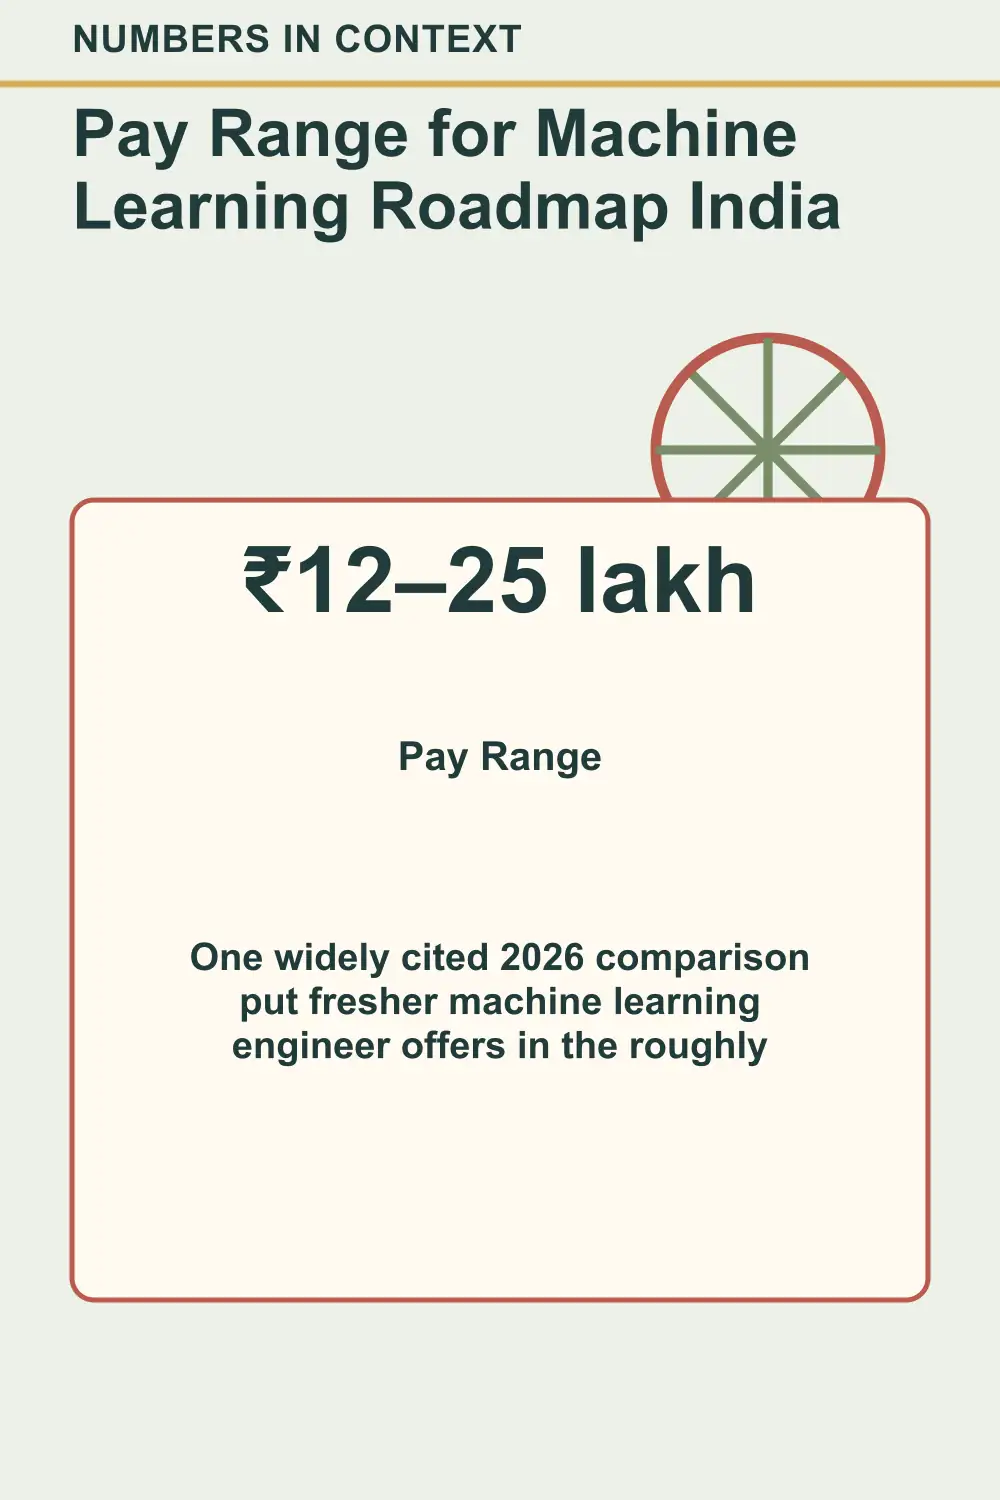 NUMBERS IN CONTEXT
Pay Range for Machine
Learning Roadmap India
₹12–25 lakh
Pay Range
One widely cited 2026 comparison
put fresher machine learning
engineer offers in the roughly